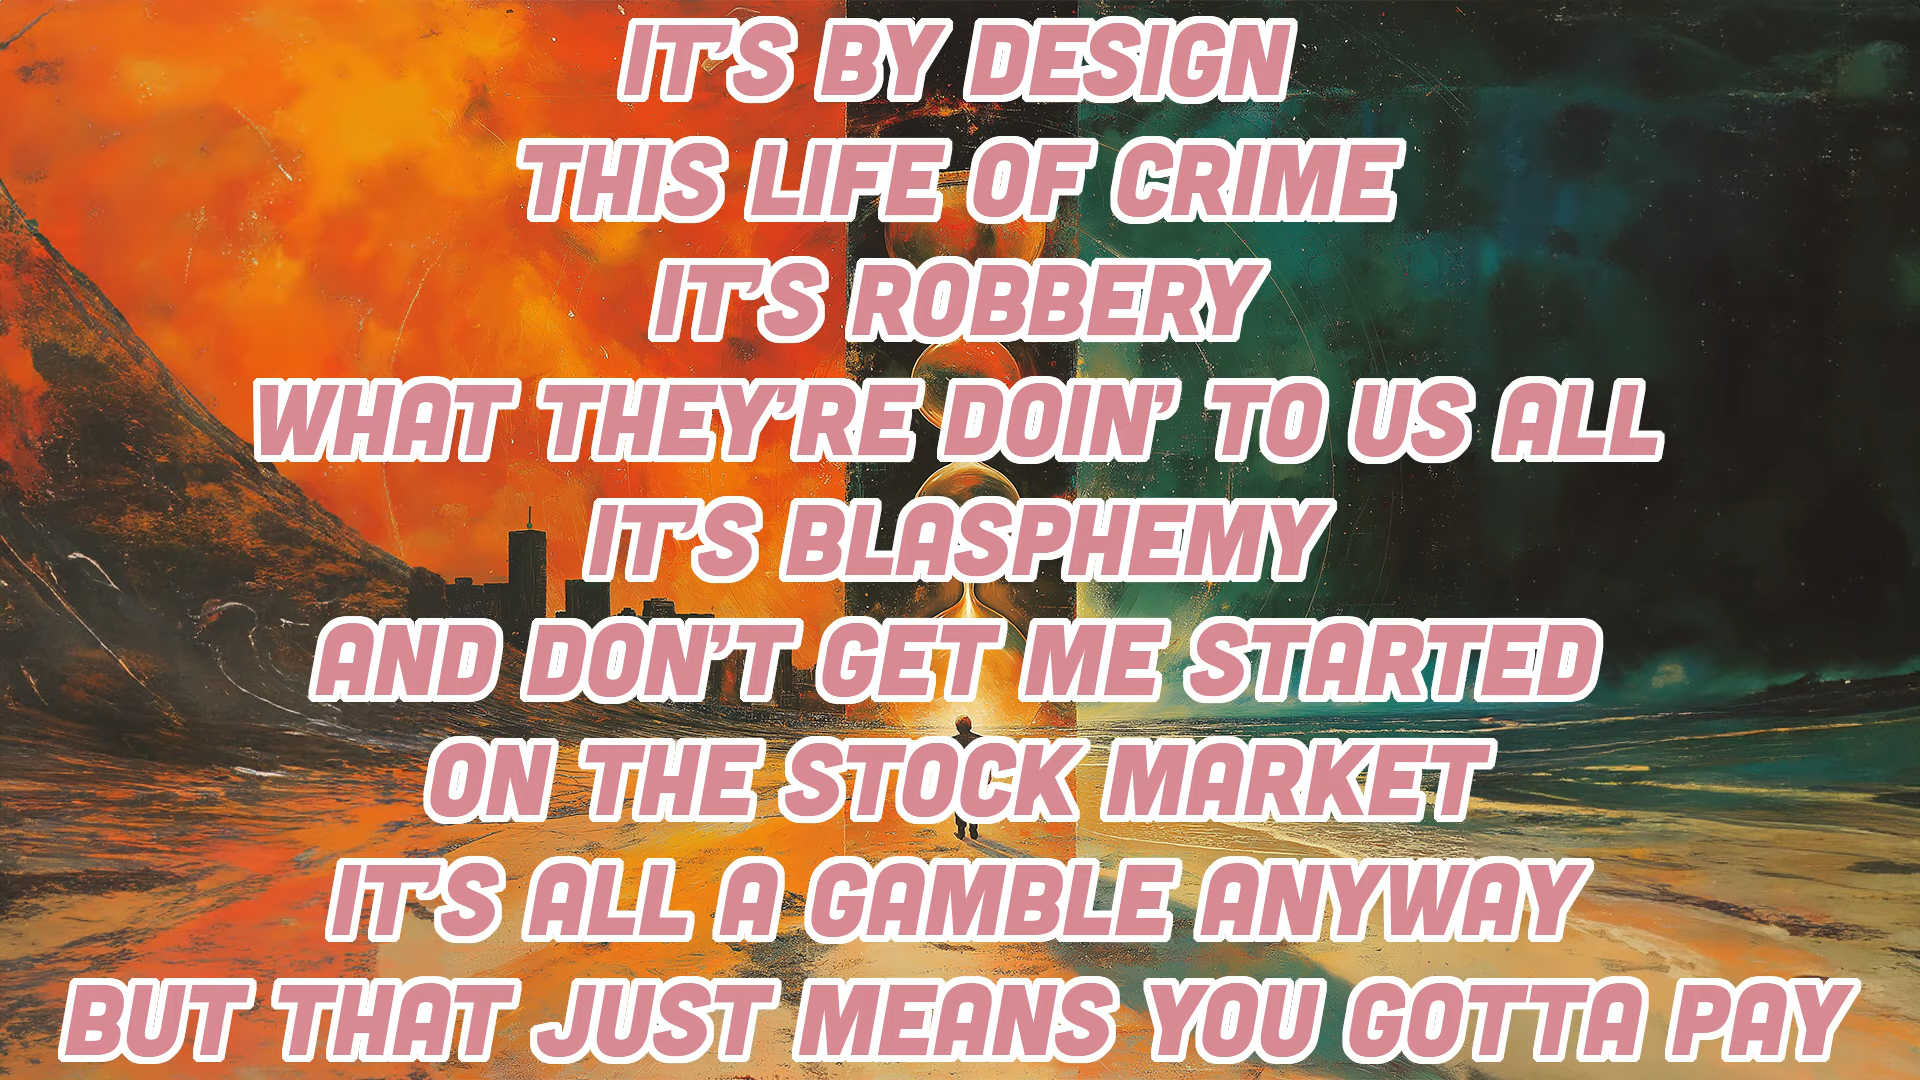 IT'S BY DESIGN
THIS LIFE OF CRIME
IT'S ROBBERY
WHAT THEY'RE DOIN' TO US ALL
IT'S BLASPHEMY
AND DON'T GET ME STARTED
ON THE STOCK MARKET
IT'S ALL A GAMBLE ANYWAY
BUT THAT JUST MEANS YOU GOTTA PAY